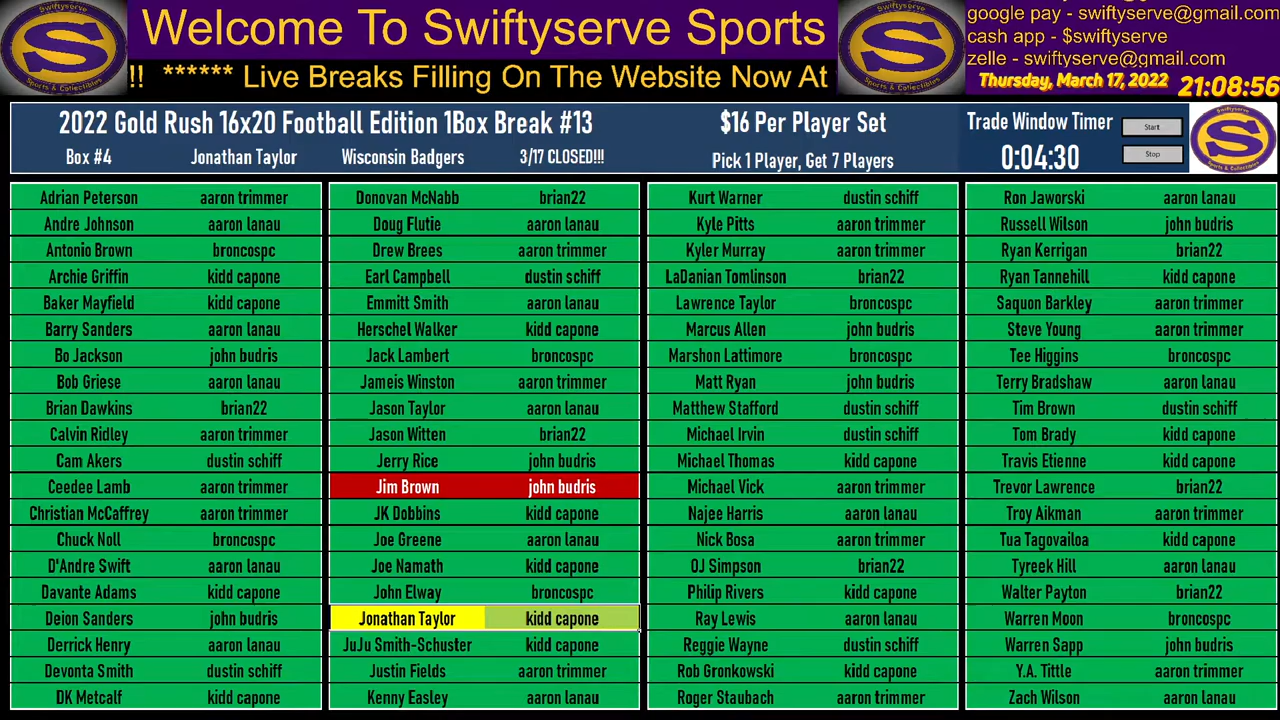 Welcome To Swiftyserve Sports
!! ****** Live Breaks Filling On The Website Now At
google pay - swiftyserve@gmail.com
cash app - $swiftyserve
zelle - swiftyserve@gmail.com
Thursday, March 17, 2022 21:08:56
S
Sports & Collectibles
S
Sports & Collectibles
2022 Gold Rush 16x20 Football Edition 1Box Break #13
Box #4 Jonathan Taylor Wisconsin Badgers 3/17 CLOSED!!!
$16 Per Player Set
Pick 1 Player, Get 7 Players
Trade Window Timer
0:04:30
Start
Stop
Swiftyserve
S
Sports & Collectibles
Adrian Peterson aaron trimmer
Andre Johnson aaron lanau
Antonio Brown broncospc
Archie Griffin kidd capone
Baker Mayfield kidd capone
Barry Sanders aaron lanau
Bo Jackson john budris
Bob Griese aaron lanau
Brian Dawkins brian22
Calvin Ridley aaron trimmer
Cam Akers dustin schiff
Ceedee Lamb aaron trimmer
Christian McCaffrey aaron trimmer
Chuck Noll broncospc
D'Andre Swift aaron lanau
Davante Adams kidd capone
Deion Sanders john budris
Derrick Henry aaron lanau
Devonta Smith dustin schiff
DK Metcalf kidd capone
Donovan McNabb brian22
Doug Flutie aaron lanau
Drew Brees aaron trimmer
Earl Campbell dustin schiff
Emmitt Smith aaron lanau
Herschel Walker kidd capone
Jack Lambert broncospc
Jameis Winston aaron trimmer
Jason Taylor aaron lanau
Jason Witten brian22
Jerry Rice john budris
Jim Brown john budris
JK Dobbins kidd capone
Joe Greene aaron lanau
Joe Namath kidd capone
John Elway broncospc
Jonathan Taylor kidd capone
JuJu Smith-Schuster kidd capone
Justin Fields aaron trimmer
Kenny Easley aaron lanau
Kurt Warner dustin schiff
Kyle Pitts aaron trimmer
Kyler Murray aaron trimmer
LaDanian Tomlinson brian22
Lawrence Taylor broncospc
Marcus Allen john budris
Marshon Lattimore broncospc
Matt Ryan john budris
Matthew Stafford dustin schiff
Michael Irvin dustin schiff
Michael Thomas kidd capone
Michael Vick aaron trimmer
Najee Harris aaron lanau
Nick Bosa aaron trimmer
OJ Simpson brian22
Philip Rivers kidd capone
Ray Lewis aaron lanau
Reggie Wayne dustin schiff
Rob Gronkowski kidd capone
Roger Staubach aaron trimmer
Ron Jaworski aaron lanau
Russell Wilson john budris
Ryan Kerrigan brian22
Ryan Tannehill kidd capone
Saquon Barkley aaron trimmer
Steve Young aaron trimmer
Tee Higgins broncospc
Terry Bradshaw aaron lanau
Tim Brown dustin schiff
Tom Brady kidd capone
Travis Etienne kidd capone
Trevor Lawrence brian22
Troy Aikman aaron trimmer
Tua Tagovailoa kidd capone
Tyreek Hill aaron lanau
Walter Payton brian22
Warren Moon broncospc
Warren Sapp john budris
Y.A. Tittle aaron trimmer
Zach Wilson aaron lanau